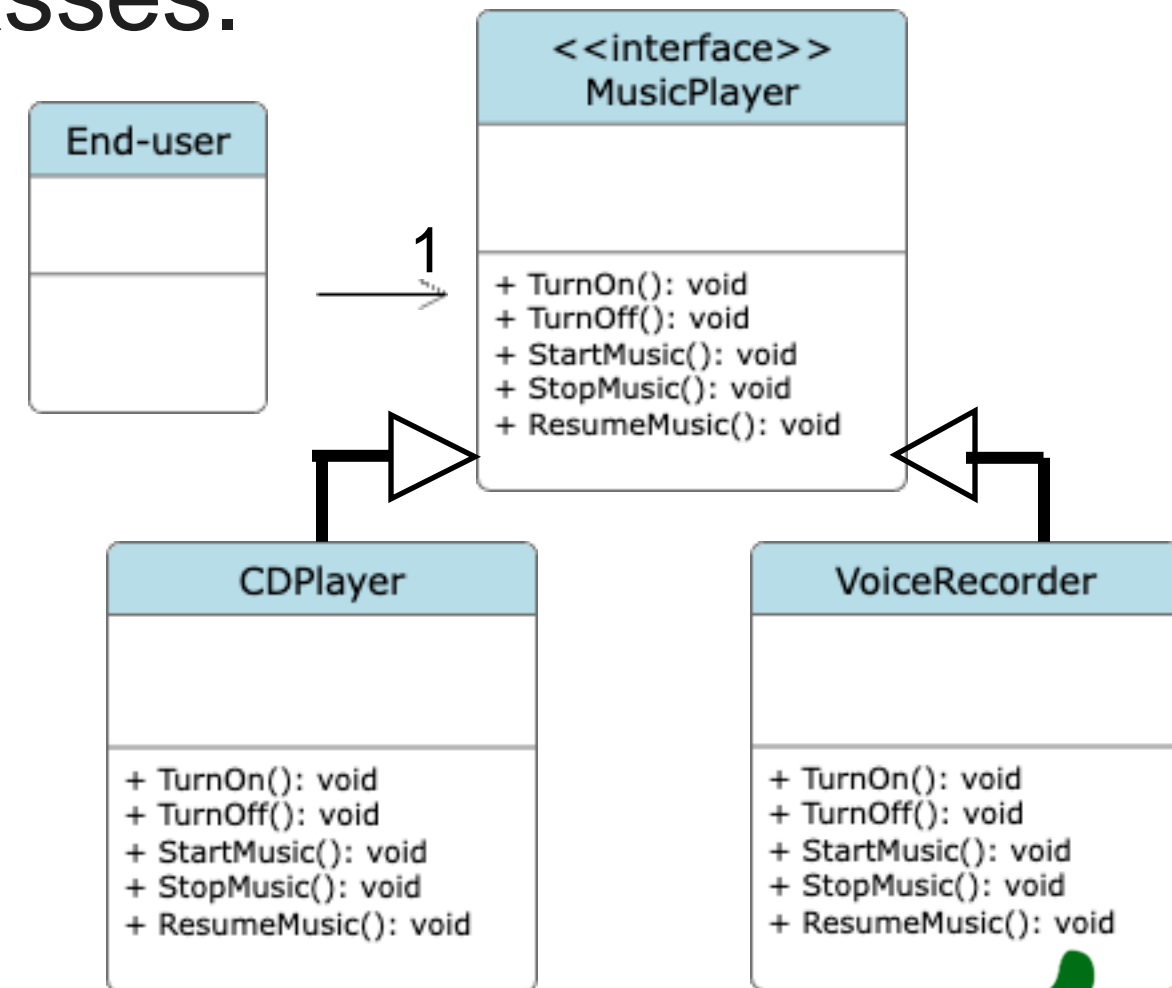 <<interface>>
MusicPlayer
End-user
1
+ TurnOn(): void
+ TurnOff(): void
+ StartMusic(): void
+ StopMusic(): void
+ ResumeMusic(): void
CDPlayer
+ TurnOn(): void
+ TurnOff(): void
+ StartMusic(): void
+ StopMusic(): void
+ ResumeMusic(): void
VoiceRecorder
+ TurnOn(): void
+ TurnOff(): void
+ StartMusic(): void
+ StopMusic(): void
+ ResumeMusic(): void